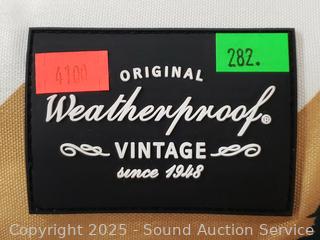 4100
282.
ORIGINAL
Weatherproof®
VINTAGE
since 1948
Copyright 2025 - Sound Auction Service